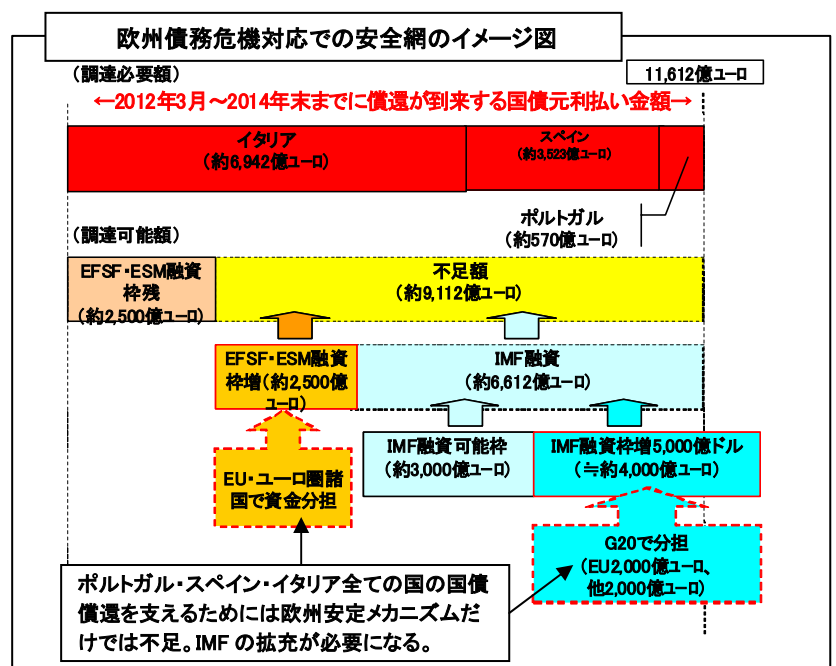 欧州債務危機対応での安全網のイメージ図
(調達必要額)
11,612億ユーロ
←2012年3月～2014年末までに償還が到来する国債元利払い金額→
イタリア
(約6,942億ユーロ)
スペイン
(約3,523億ユーロ)
ポルトガル
(約570億ユーロ)
(調達可能額)
EFSF・ESM融資
枠残
(約2,500億ユーロ)
不足額
(約9,112億ユーロ)
EFSF・ESM融資
枠増(約2,500億
ユーロ)
IMF融資
(約6,612億ユーロ)
IMF融資可能枠
(約3,000億ユーロ)
IMF融資枠増5,000億ドル
(≒約4,000億ユーロ)
EU・ユーロ圏諸
国で資金分担
G20で分担
(EU2,000億ユーロ、
他2,000億ユーロ)
ポルトガル・スペイン・イタリア全ての国の国債
償還を支えるためには欧州安定メカニズムだ
けでは不足。IMF の拡充が必要になる。